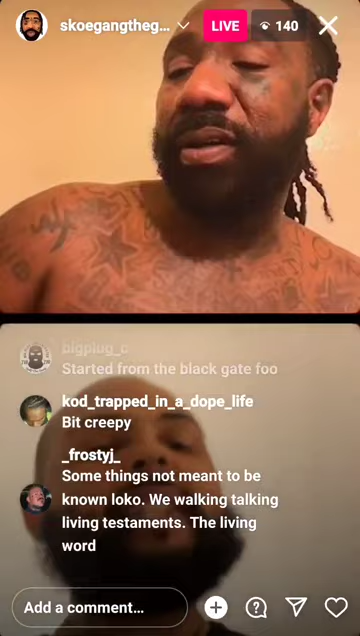 skoegangtheg...
LIVE
140
bigplug_c
Started from the black gate foo
kod_trapped_in_a_dope_life
Bit creepy
_frostyj_
Some things not meant to be
known loko. We walking talking
living testaments. The living
word
Add a comment...